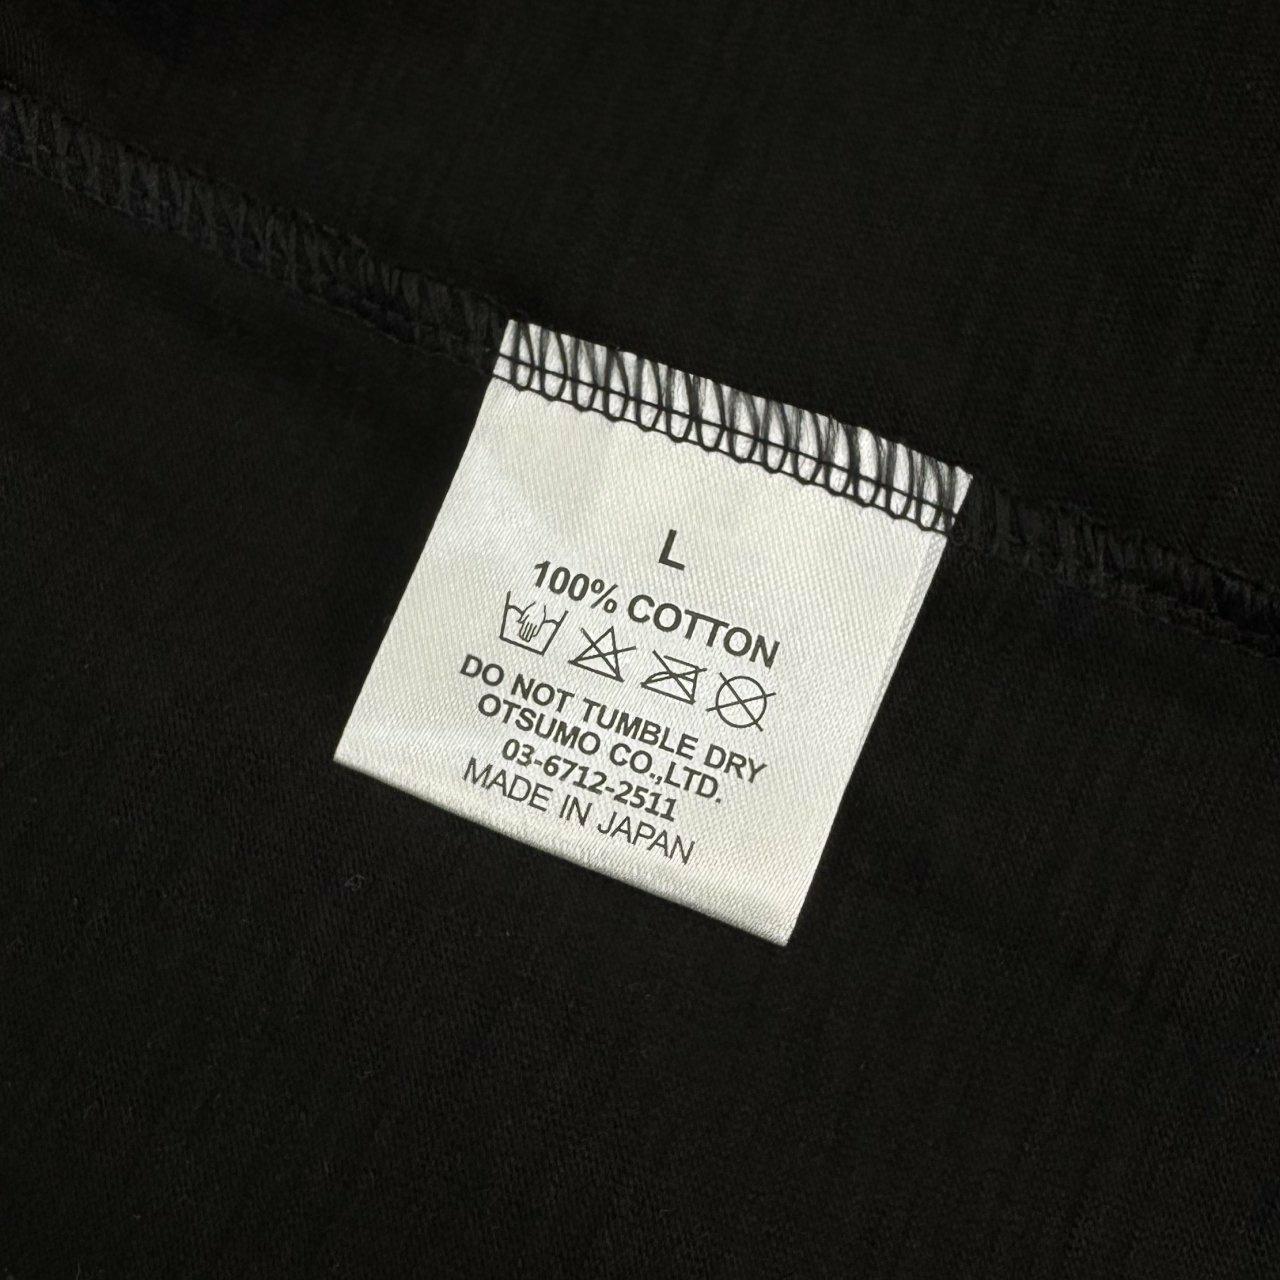 L
100% COTTON
DO NOT TUMBLE DRY
OTSUMO CO.,LTD.
03-6712-2511
MADE IN JAPAN